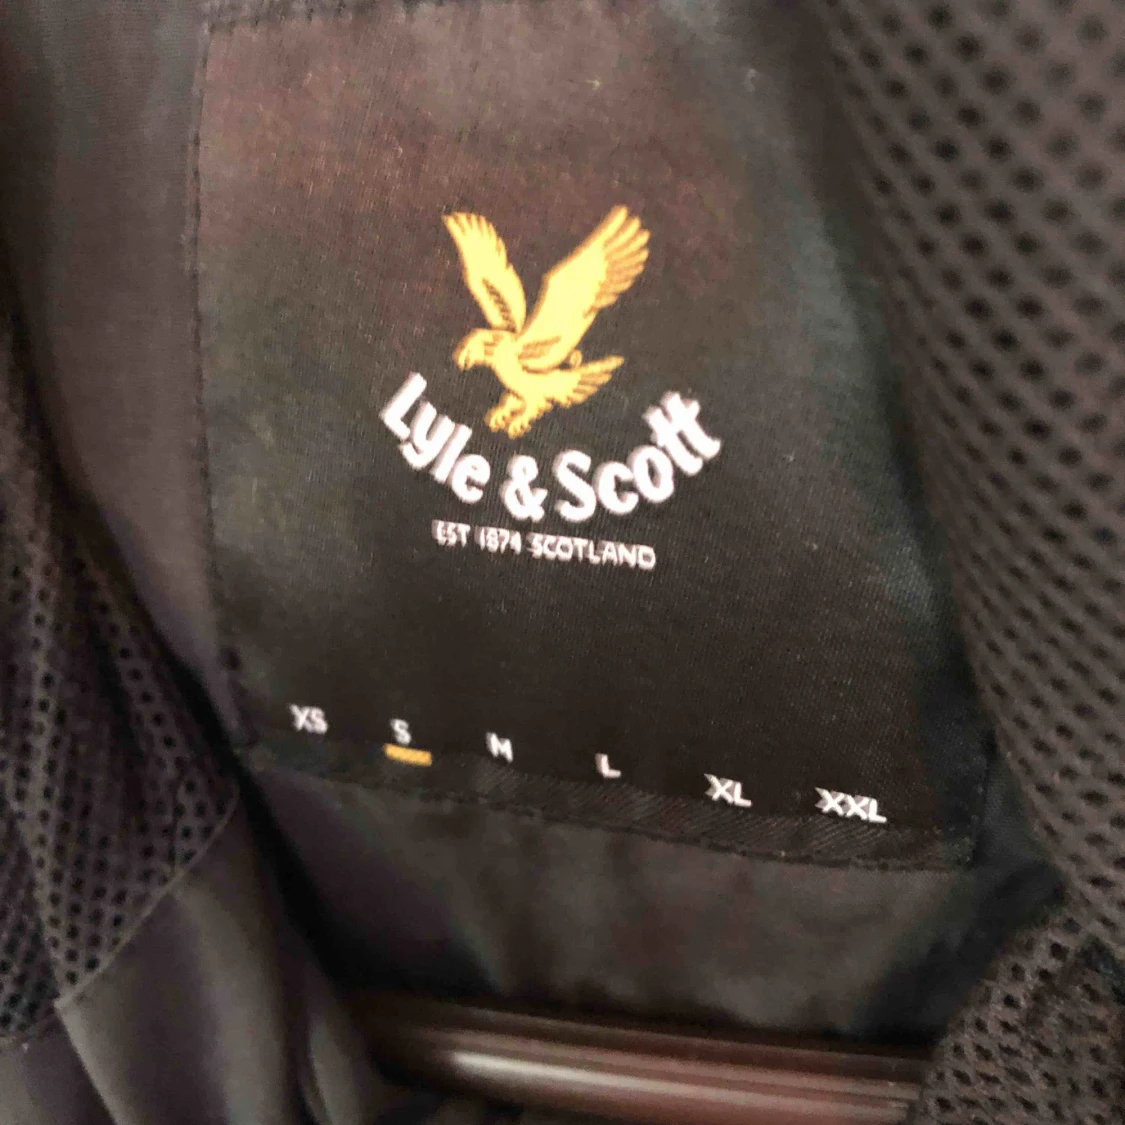 Lyle & Scott
EST 1874 SCOTLAND
XS S M L XL XXL